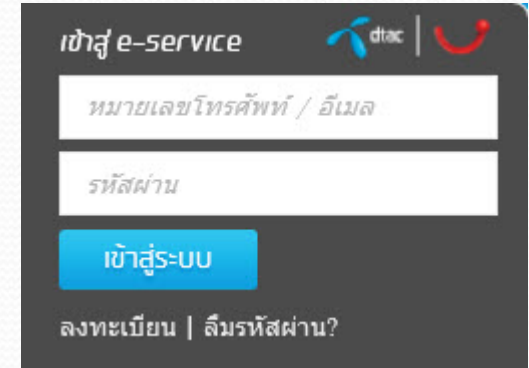 เข้าสู่ e-service dtac
หมายเลขโทรศัพท์ / อีเมล
รหัสผ่าน
เข้าสู่ระบบ
ลงทะเบียน | ลืมรหัสผ่าน?